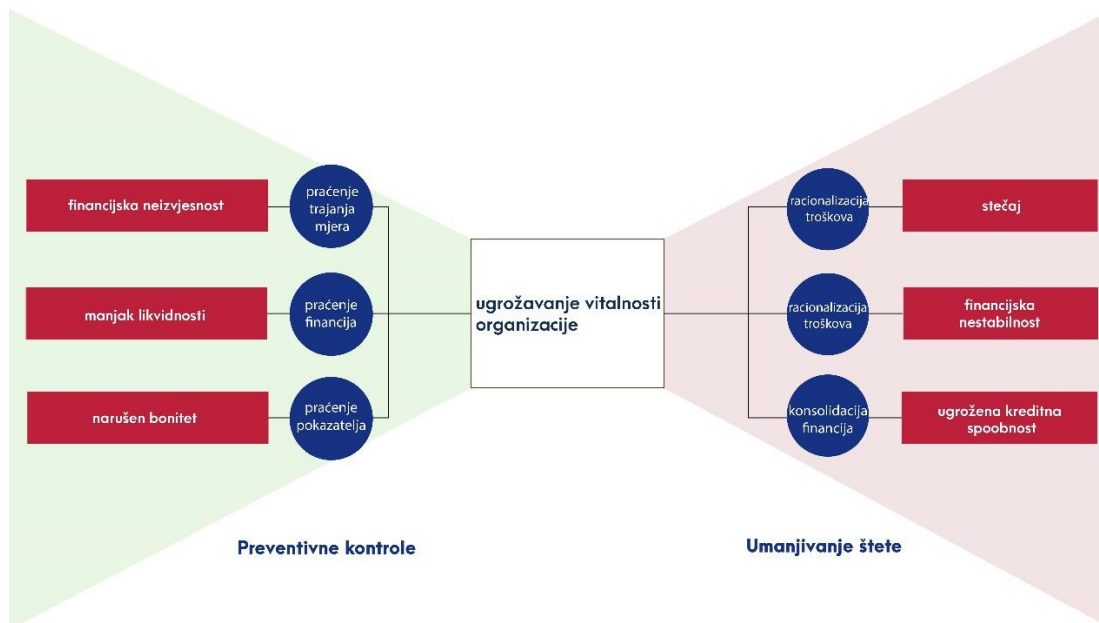 financijska neizvjesnost
praćenje
trajanja
mjera
racionalizacija
troškova
stečaj
manjak likvidnosti
praćenje
financija
ugrožavanje vitalnosti
organizacije
racionalizacija
troškova
financijska
nestabilnost
narušen bonitet
praćenje
pokazatelja
konsolidacija
financija
ugrožena kreditna
spoobnost
Preventivne kontrole
Umanjivanje štete